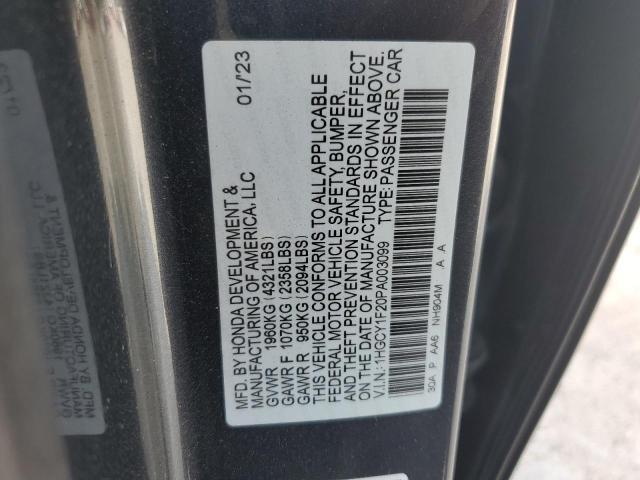 MFD. BY HONDA DEVELOPMENT & 01/23
MANUFACTURING OF AMERICA, LLC
GVWR 1960KG (4321LBS)
GAWR F 1070KG (2358LBS)
GAWR R 950KG (2094LBS)
THIS VEHICLE CONFORMS TO ALL APPLICABLE
FEDERAL MOTOR VEHICLE SAFETY, BUMPER,
AND THEFT PREVENTION STANDARDS IN EFFECT
ON THE DATE OF MANUFACTURE SHOWN ABOVE.
V.I.N.:1HGCY1F20PA003099 TYPE:PASSENGER CAR
30A P AA6 NH904M A A